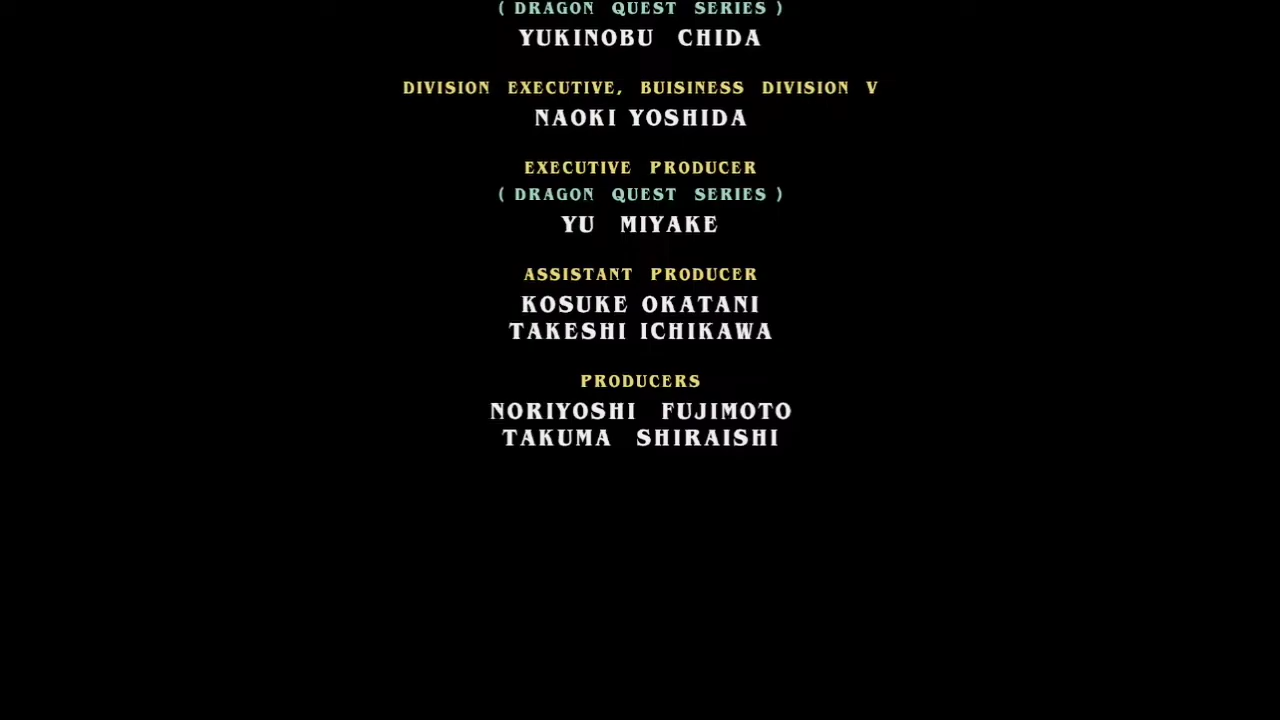 ( DRAGON QUEST SERIES )
YUKINOBU CHIDA
DIVISION EXECUTIVE, BUISINESS DIVISION V
NAOKI YOSHIDA
EXECUTIVE PRODUCER
( DRAGON QUEST SERIES )
YU MIYAKE
ASSISTANT PRODUCER
KOSUKE OKATANI
TAKESHI ICHIKAWA
PRODUCERS
NORIYOSHI FUJIMOTO
TAKUMA SHIRAISHI